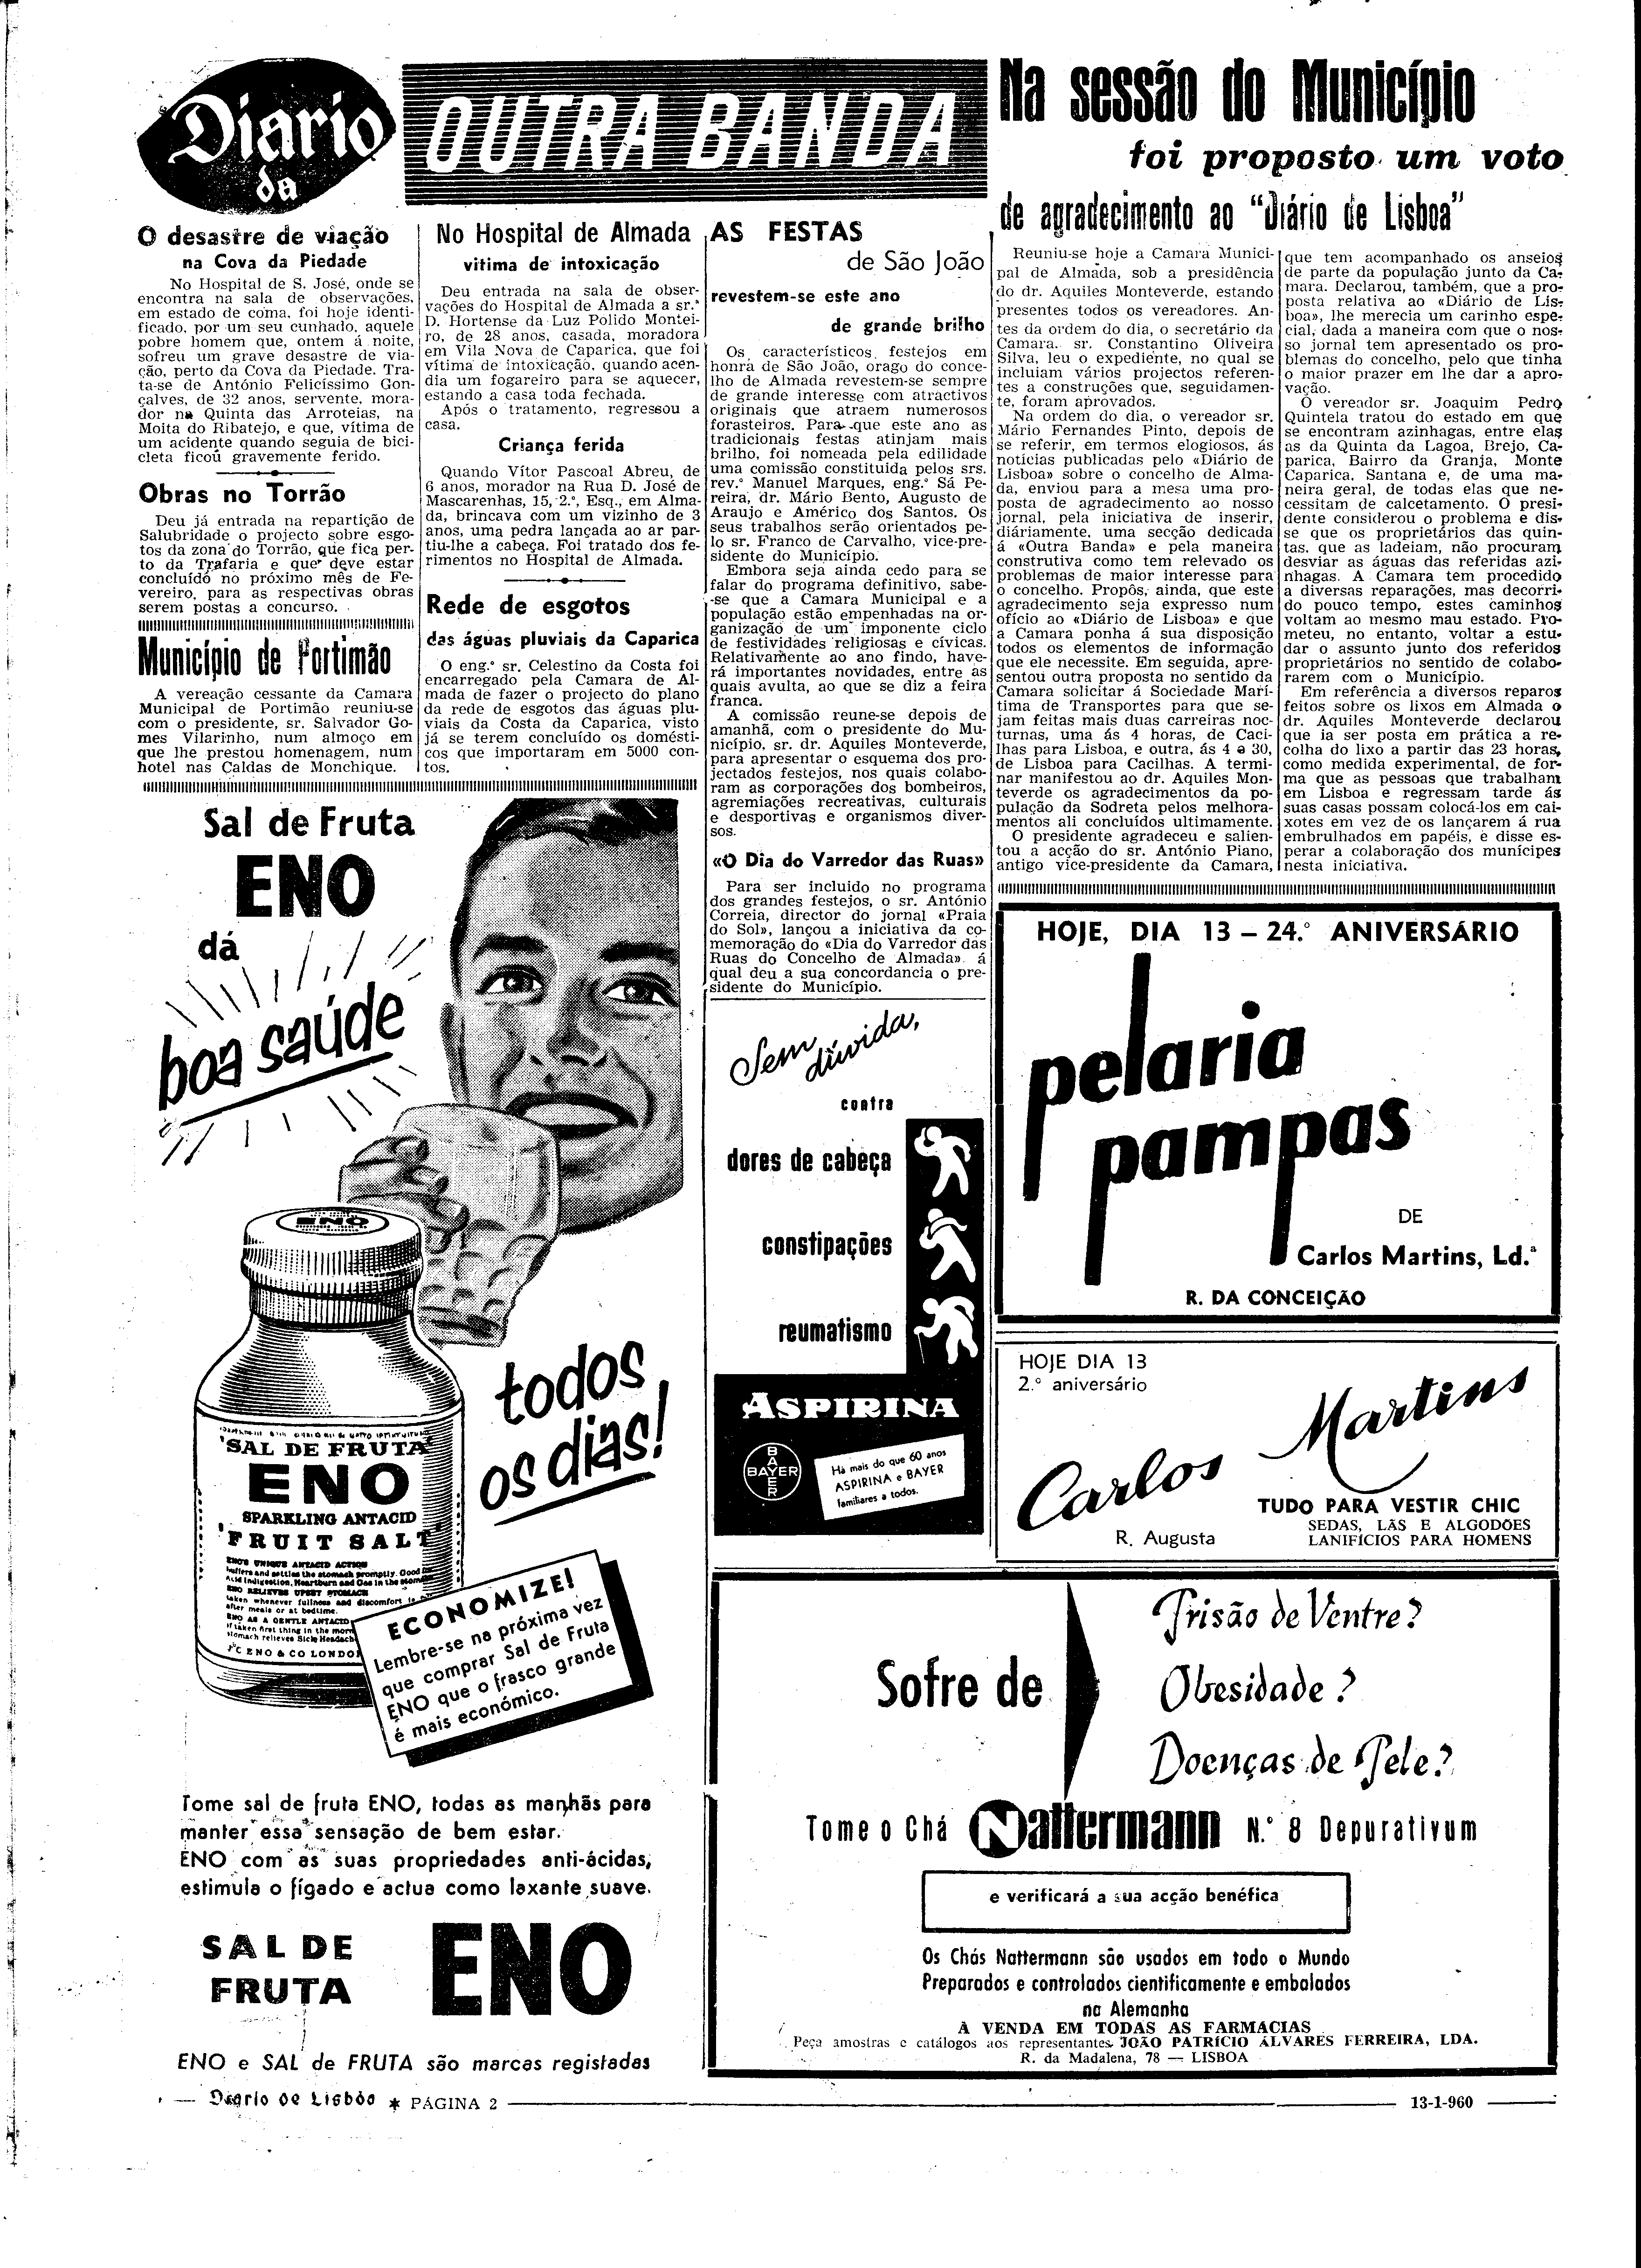 Diario
da
OUTRA BANDA
O desastre de viação
na Cova da Piedade
No Hospital de S. José, onde se
encontra na sala de observações,
em estado de coma, foi hoje identi-
ficado, por um seu cunhado, aquele
pobre homem que, ontem á noite,
sofreu um grave desastre de via-
ção, perto da Cova da Piedade. Tra-
ta-se de António Felicíssimo Gon-
çalves, de 32 anos, servente, mora-
dor na Quinta das Arroteias, na
Moita do Ribatejo, e que, vítima de
um acidente quando seguia de bici-
cleta ficou gravemente ferido.
Obras no Torrão
Deu já entrada na repartição de
Salubridade o projecto sobre esgo-
tos da zona do Torrão, que fica per-
to da Trafaria e que deve estar
concluído no próximo mês de Fe-
vereiro, para as respectivas obras
serem postas a concurso.
Município de Portimão
A vereação cessante da Camara
Municipal de Portimão reuniu-se
com o presidente, sr. Salvador Go-
mes Vilarinho, num almoço em
que lhe prestou homenagem, num
hotel nas Caldas de Monchique.
No Hospital de Almada
vitima de intoxicação
Deu entrada na sala de obser-
vações do Hospital de Almada a sr.ª
D. Hortense da Luz Polido Montei-
ro, de 28 anos, casada, moradora
em Vila Nova de Caparica, que foi
vítima de intoxicação, quando acen-
dia um fogareiro para se aquecer,
estando a casa toda fechada.
Após o tratamento, regressou a
casa.
Criança ferida
Quando Vítor Pascoal Abreu, de
6 anos, morador na Rua D. José de
Mascarenhas, 15, 2.º, Esq., em Alma-
da, brincava com um vizinho de 3
anos, uma pedra lançada ao ar par-
tiu-lhe a cabeça. Foi tratado dos fe-
rimentos no Hospital de Almada.
Rede de esgotos
das águas pluviais da Caparica
O eng.º sr. Celestino da Costa foi
encarregado pela Camara de Al-
mada de fazer o projecto do plano
da rede de esgotos das águas plu-
viais da Costa da Caparica, visto
já se terem concluído os domésti-
cos que importaram em 5000 con-
tos.
AS FESTAS
de São João
revestem-se este ano
de grande brilho
Os característicos festejos em
honra de São João, orago do conce-
lho de Almada revestem-se sempre
de grande interesse com atractivos
originais que atraem numerosos
forasteiros. Para que este ano as
tradicionais festas atinjam mais
brilho, foi nomeada pela edilidade
uma comissão constituida pelos srs.
rev.º Manuel Marques, eng.º Sá Pe-
reira, dr. Mário Bento, Augusto de
Araujo e Américo dos Santos. Os
seus trabalhos serão orientados pe-
lo sr. Franco de Carvalho, vice-pre-
sidente do Município.
Embora seja ainda cedo para se
falar do programa definitivo, sabe-
-se que a Camara Municipal e a
população estão empenhadas na or-
ganização de um imponente ciclo
de festividades religiosas e cívicas.
Relativamente ao ano findo, have-
rá importantes novidades, entre as
quais avulta, ao que se diz a feira
franca.
A comissão reune-se depois de
amanhã, com o presidente do Mu-
nicípio, sr. dr. Aquiles Monteverde,
para apresentar o esquema dos pro-
jectados festejos, nos quais colabo-
ram as corporações dos bombeiros,
agremiações recreativas, culturais
e desportivas e organismos diver-
sos.
«O Dia do Varredor das Ruas»
Para ser incluido no programa
dos grandes festejos, o sr. António
Correia, director do jornal «Praia
do Sol», lançou a iniciativa da co-
memoração do «Dia do Varredor das
Ruas do Concelho de Almada» á
qual deu a sua concordancia o pre-
sidente do Município.
Na sessão do Município
foi proposto um voto
de agradecimento ao "Diário de Lisboa"
Reuniu-se hoje a Camara Munici-
pal de Almada, sob a presidência
do dr. Aquiles Monteverde, estando
presentes todos os vereadores. An-
tes da ordem do dia, o secretário da
Camara, sr. Constantino Oliveira
Silva, leu o expediente, no qual se
incluiam vários projectos referen-
tes a construções que, seguidamen-
te, foram aprovados.
Na ordem do dia, o vereador sr.
Mário Fernandes Pinto, depois de
se referir, em termos elogiosos, ás
notícias publicadas pelo «Diário de
Lisboa» sobre o concelho de Alma-
da, enviou para a mesa uma pro-
posta de agradecimento ao nosso
jornal, pela iniciativa de inserir,
diáriamente, uma secção dedicada
á «Outra Banda» e pela maneira
construtiva como tem relevado os
problemas de maior interesse para
o concelho. Propôs, ainda, que este
agradecimento seja expresso num
ofício ao «Diário de Lisboa» e que
a Camara ponha á sua disposição
todos os elementos de informação
que ele necessite. Em seguida, apre-
sentou outra proposta no sentido da
Camara solicitar á Sociedade Marí-
tima de Transportes para que se-
jam feitas mais duas carreiras noc-
turnas, uma ás 4 horas, de Caci-
lhas para Lisboa, e outra, ás 4 e 30,
de Lisboa para Cacilhas. A termi-
nar manifestou ao dr. Aquiles Mon-
teverde os agradecimentos da po-
pulação da Sodreta pelos melhora-
mentos ali concluídos ultimamente.
O presidente agradeceu e salien-
tou a acção do sr. António Piano,
antigo vice-presidente da Camara,
que tem acompanhado os anseios
de parte da população junto da Ca-
mara. Declarou, também, que a pro-
posta relativa ao «Diário de Lis-
boa», lhe merecia um carinho espe-
cial, dada a maneira com que o nos-
so jornal tem apresentado os pro-
blemas do concelho, pelo que tinha
o maior prazer em lhe dar a apro-
vação.
O vereador sr. Joaquim Pedro
Quintela tratou do estado em que
se encontram azinhagas, entre elas
as da Quinta da Lagoa, Brejo, Ca-
parica, Bairro da Granja, Monte
Caparica, Santana e, de uma ma-
neira geral, de todas elas que ne-
cessitam de calcetamento. O presi-
dente considerou o problema e dis-
se que os proprietários das quin-
tas, que as ladeiam, não procuram
desviar as águas das referidas azi-
nhagas. A Camara tem procedido
a diversas reparações, mas decorri-
do pouco tempo, estes caminhos
voltam ao mesmo mau estado. Pro-
meteu, no entanto, voltar a estu-
dar o assunto junto dos referidos
proprietários no sentido de colabo-
rarem com o Município.
Em referência a diversos reparos
feitos sobre os lixos em Almada o
dr. Aquiles Monteverde declarou
que ia ser posta em prática a re-
colha do lixo a partir das 23 horas,
como medida experimental, de for-
ma que as pessoas que trabalham
em Lisboa e regressam tarde ás
suas casas possam colocá-los em cai-
xotes em vez de os lançarem á rua
embrulhados em papéis, e disse es-
perar a colaboração dos munícipes
nesta iniciativa.
Sal de Fruta
ENO
dá
boa saúde
todos
os dias!
ENO
'SAL DE FRUTA'
ENO
SPARKLING ANTACID
'FRUIT SALT'
ENO'S UNIQUE ANTACID ACTION
buffers and settles the stomach promptly. Good
Acid Indigestion, Heartburn and Gas in the stom
ENO RELIEVES UPSET STOMACH
taken whenever fullness and discomfort
after meals or at bedtime.
ENO AS A GENTLE ANTACID
If taken first thing in the morn
stomach relieves Sick Headach
J.C ENO & CO LONDO
ECONOMIZE!
Lembre-se na próxima vez
que comprar Sal de Fruta
ENO que o frasco grande
é mais económico.
Tome sal de fruta ENO, todas as manhãs para
manter essa sensação de bem estar.
ENO com as suas propriedades anti-ácidas,
estimula o fígado e actua como laxante suave.
SAL DE
FRUTA
ENO
ENO e SAL de FRUTA são marcas registadas
Sem dúvida,
contra
dores de cabeça
constipações
reumatismo
ASPIRINA
BAYER
BAYER
Há mais do que 60 anos
ASPIRINA e BAYER
familiares a todos.
HOJE, DIA 13 – 24.º ANIVERSÁRIO
pelaria
pampas
DE
Carlos Martins, Ld.ª
R. DA CONCEIÇÃO
HOJE DIA 13
2.º aniversário
Carlos Martins
R. Augusta
TUDO PARA VESTIR CHIC
SEDAS, LÃS E ALGODÕES
LANIFÍCIOS PARA HOMENS
Sofre de
Prisão de Ventre?
Obesidade?
Doenças de Pele?
Tome o Chá Nattermann N.º 8 Depurativum
e verificará a sua acção benéfica
Os Chás Nattermann são usados em todo o Mundo
Preparados e controlados cientificamente e embalados
na Alemanha
À VENDA EM TODAS AS FARMÁCIAS
Peça amostras e catálogos aos representantes JOÃO PATRÍCIO ÁLVARES FERREIRA, LDA.
R. da Madalena, 78 — LISBOA
Diário de Lisboa * PÁGINA 2
13-1-960